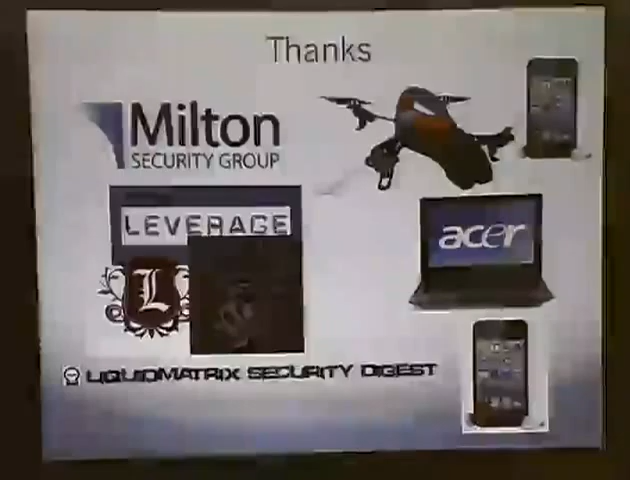 Thanks
Milton
SECURITY GROUP
LEVERAGE
acer
L
LIQUIDMATRIX SECURITY DIGEST